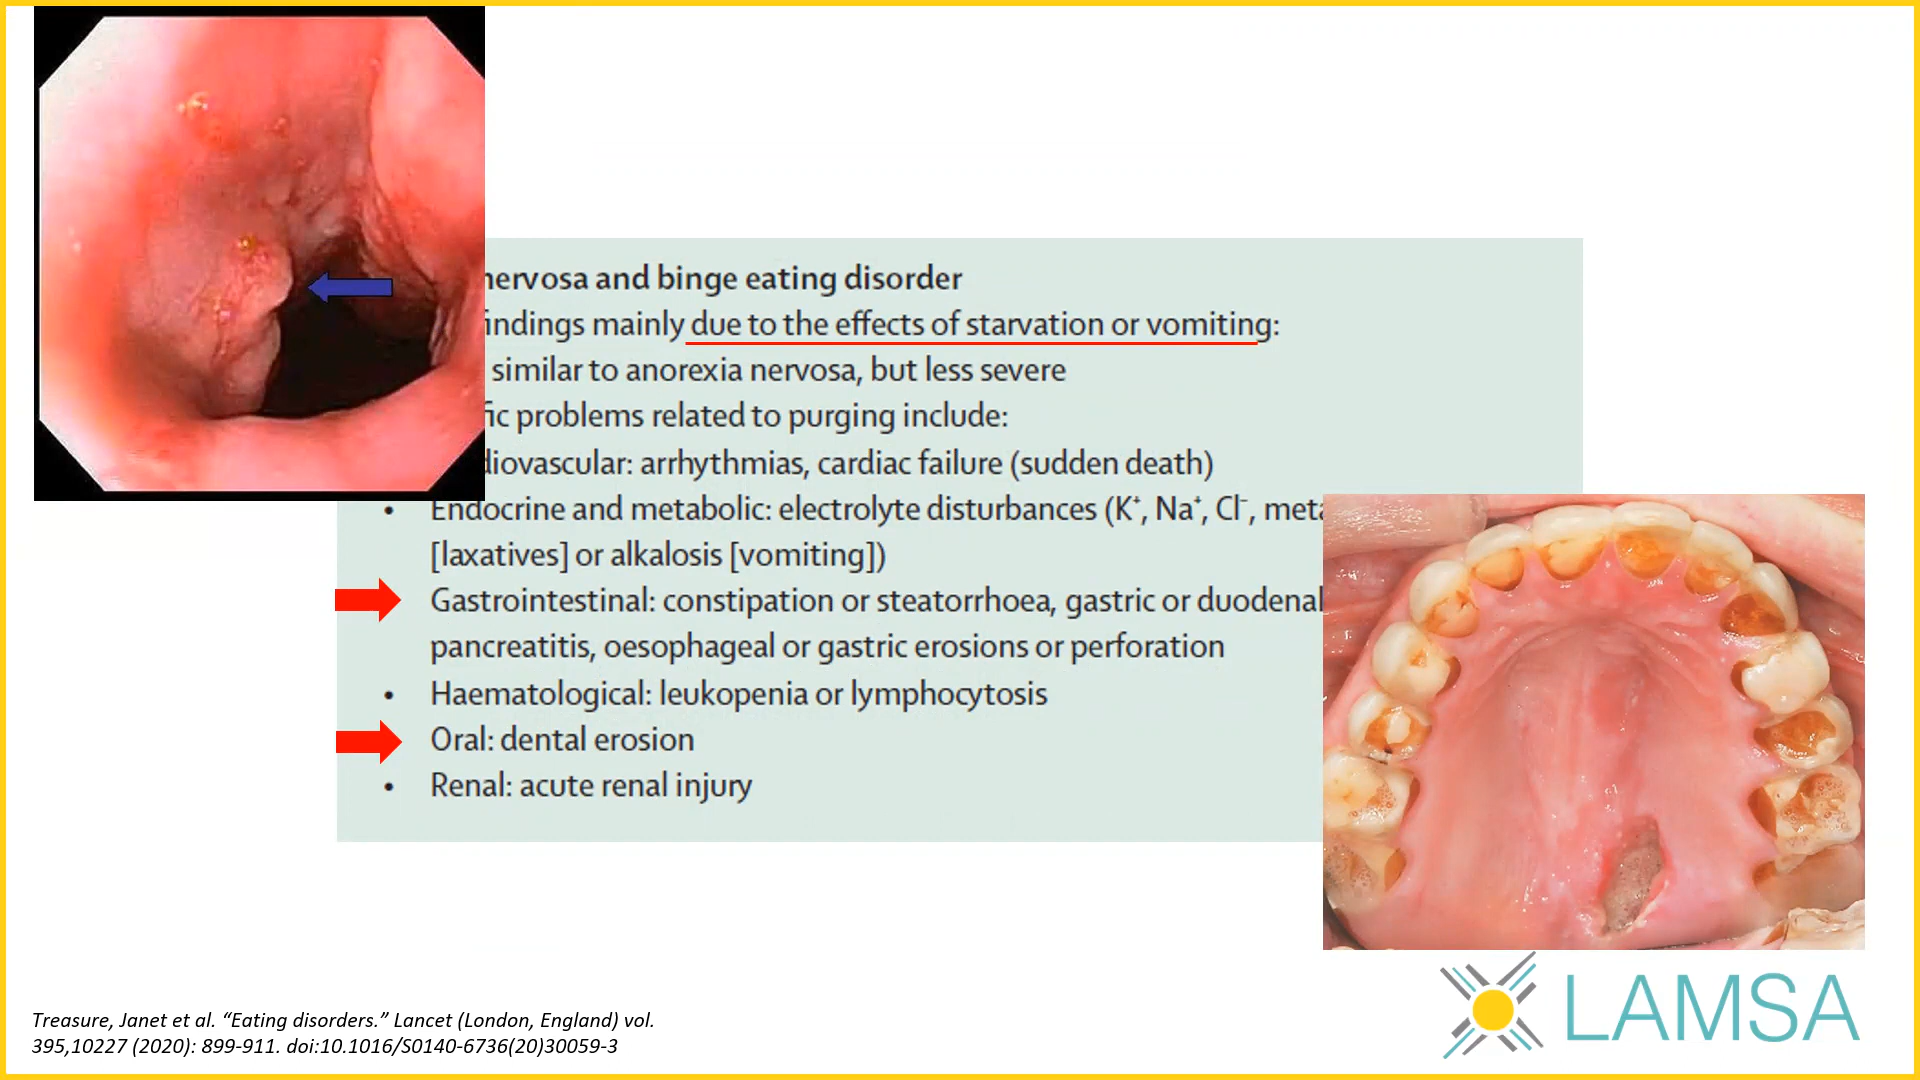 nervosa and binge eating disorder
indings mainly due to the effects of starvation or vomiting:
similar to anorexia nervosa, but less severe
fic problems related to purging include:
diovascular: arrhythmias, cardiac failure (sudden death)
• Endocrine and metabolic: electrolyte disturbances (K⁺, Na⁺, Cl⁻, meta
[laxatives] or alkalosis [vomiting])
Gastrointestinal: constipation or steatorrhoea, gastric or duodenal
pancreatitis, oesophageal or gastric erosions or perforation
• Haematological: leukopenia or lymphocytosis
Oral: dental erosion
• Renal: acute renal injury
Treasure, Janet et al. “Eating disorders.” Lancet (London, England) vol.
395,10227 (2020): 899-911. doi:10.1016/S0140-6736(20)30059-3
LAMSA